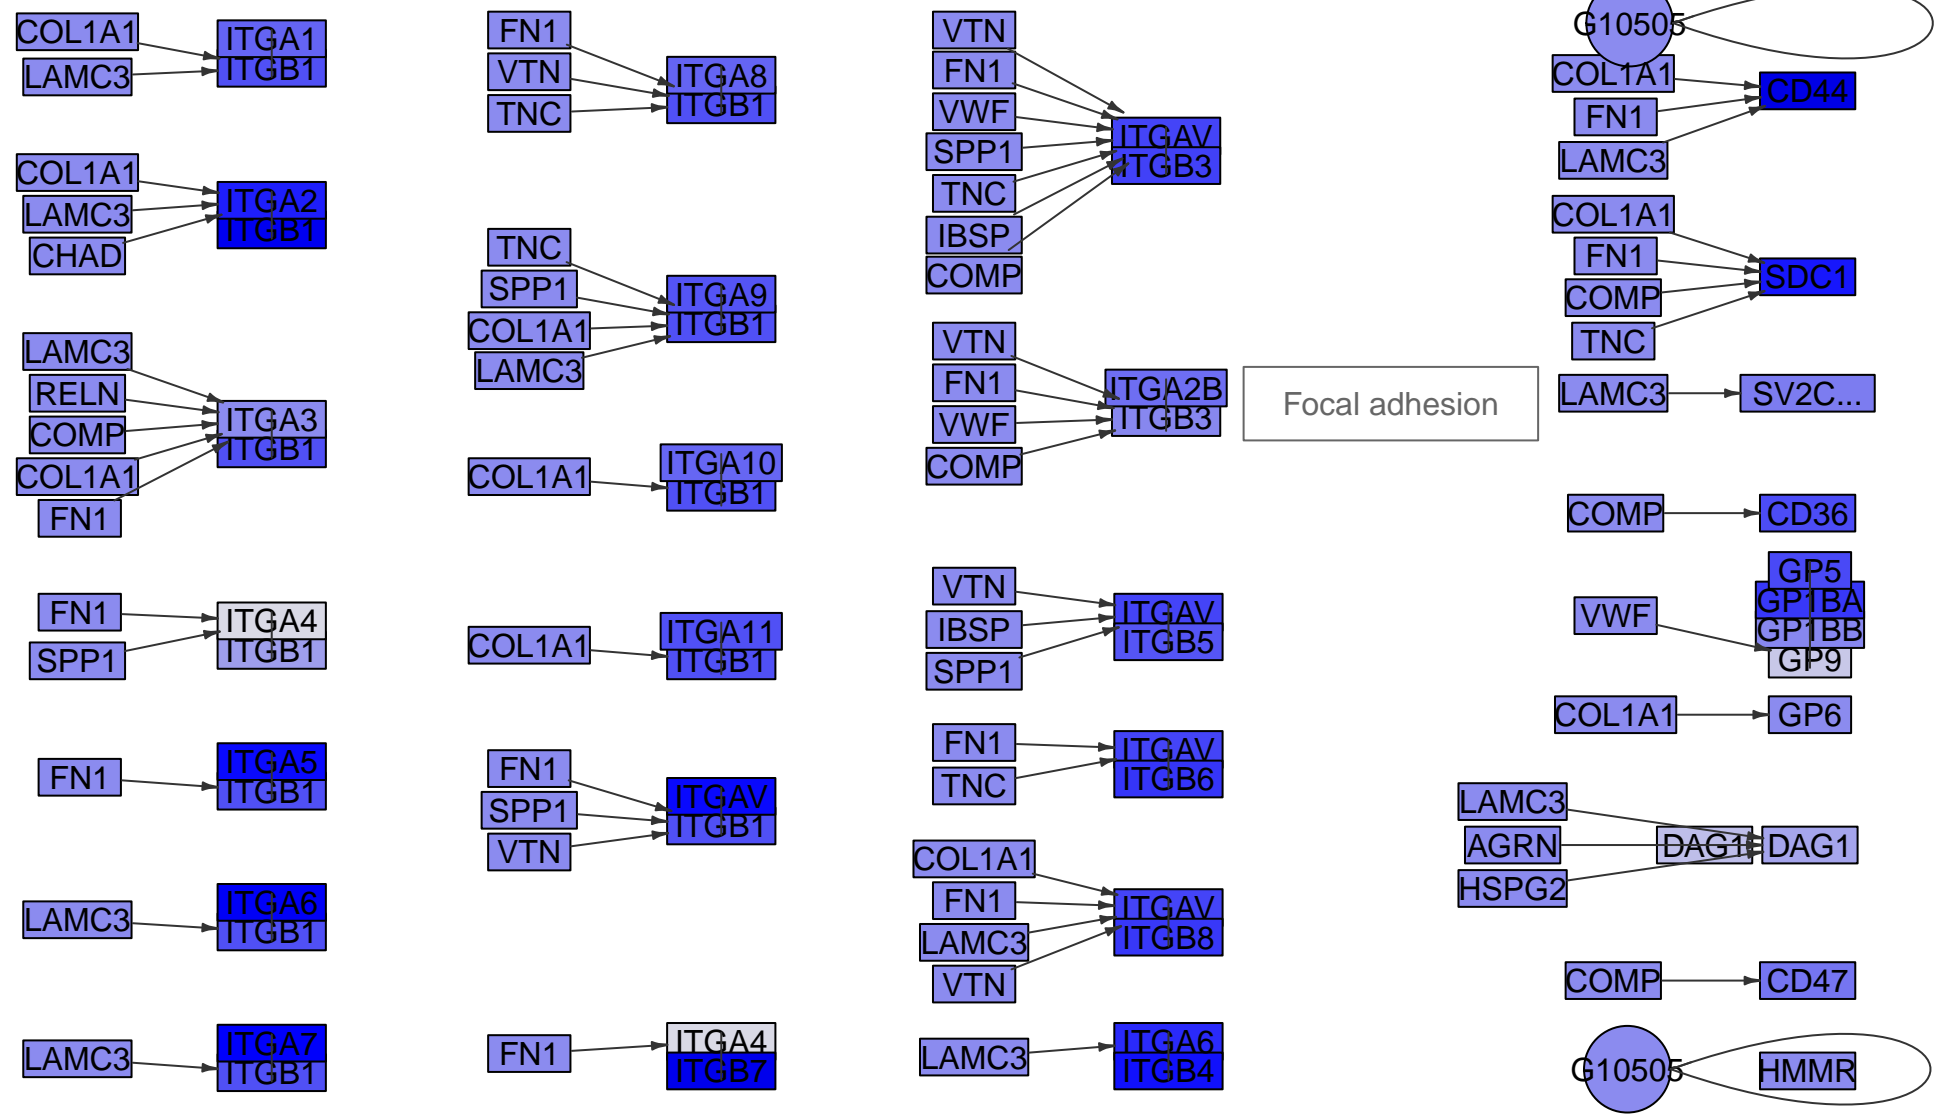 COL1A1
LAMC3
ITGA1
ITGB1
COL1A1
LAMC3
CHAD
ITGA2
ITGB1
LAMC3
RELN
COMP
COL1A1
FN1
ITGA3
ITGB1
FN1
SPP1
ITGA4
ITGB1
FN1
ITGA5
ITGB1
LAMC3
ITGA6
ITGB1
LAMC3
ITGA7
ITGB1
FN1
VTN
TNC
ITGA8
ITGB1
TNC
SPP1
COL1A1
LAMC3
ITGA9
ITGB1
COL1A1
ITGA10
ITGB1
COL1A1
ITGA11
ITGB1
FN1
SPP1
VTN
ITGAV
ITGB1
FN1
ITGA4
ITGB7
VTN
FN1
VWF
SPP1
TNC
IBSP
COMP
ITGAV
ITGB3
VTN
FN1
VWF
COMP
ITGA2B
ITGB3
Focal adhesion
VTN
IBSP
SPP1
ITGAV
ITGB5
FN1
TNC
ITGAV
ITGB6
COL1A1
FN1
LAMC3
VTN
ITGAV
ITGB8
LAMC3
ITGA6
ITGB4
G10505
COL1A1
FN1
LAMC3
CD44
COL1A1
FN1
COMP
TNC
SDC1
LAMC3
SV2C...
COMP
CD36
VWF
GP5
GP1BA
GP1BB
GP9
COL1A1
GP6
LAMC3
AGRN
HSPG2
DAG1
DAG1
COMP
CD47
G10505
HMMR